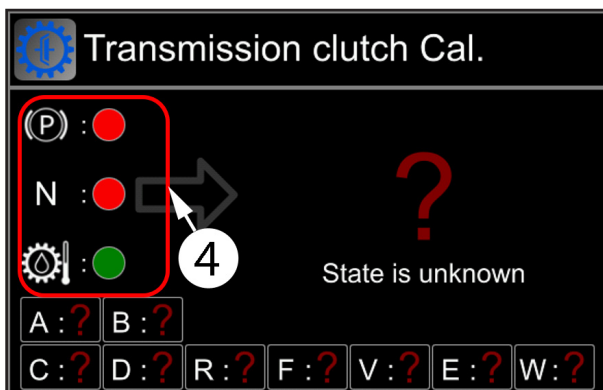 Transmission clutch Cal.
(P) :
N :
:
4
?
State is unknown
A : ? B : ?
C : ? D : ? R : ? F : ? V : ? E : ? W : ?